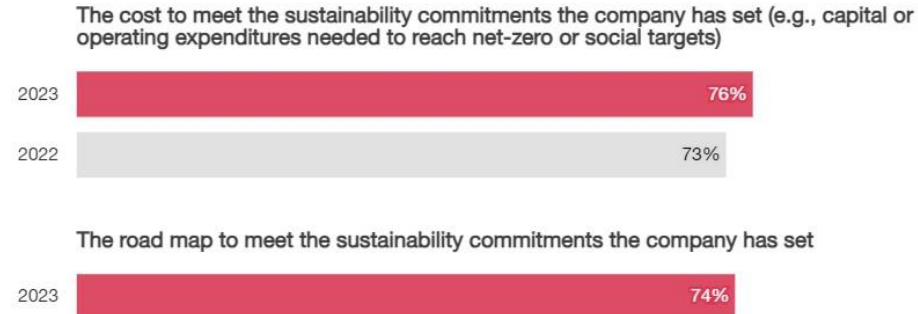 The cost to meet the sustainability commitments the company has set (e.g., capital or
operating expenditures needed to reach net-zero or social targets)
2023 76%
2022 73%
The road map to meet the sustainability commitments the company has set
2023 74%